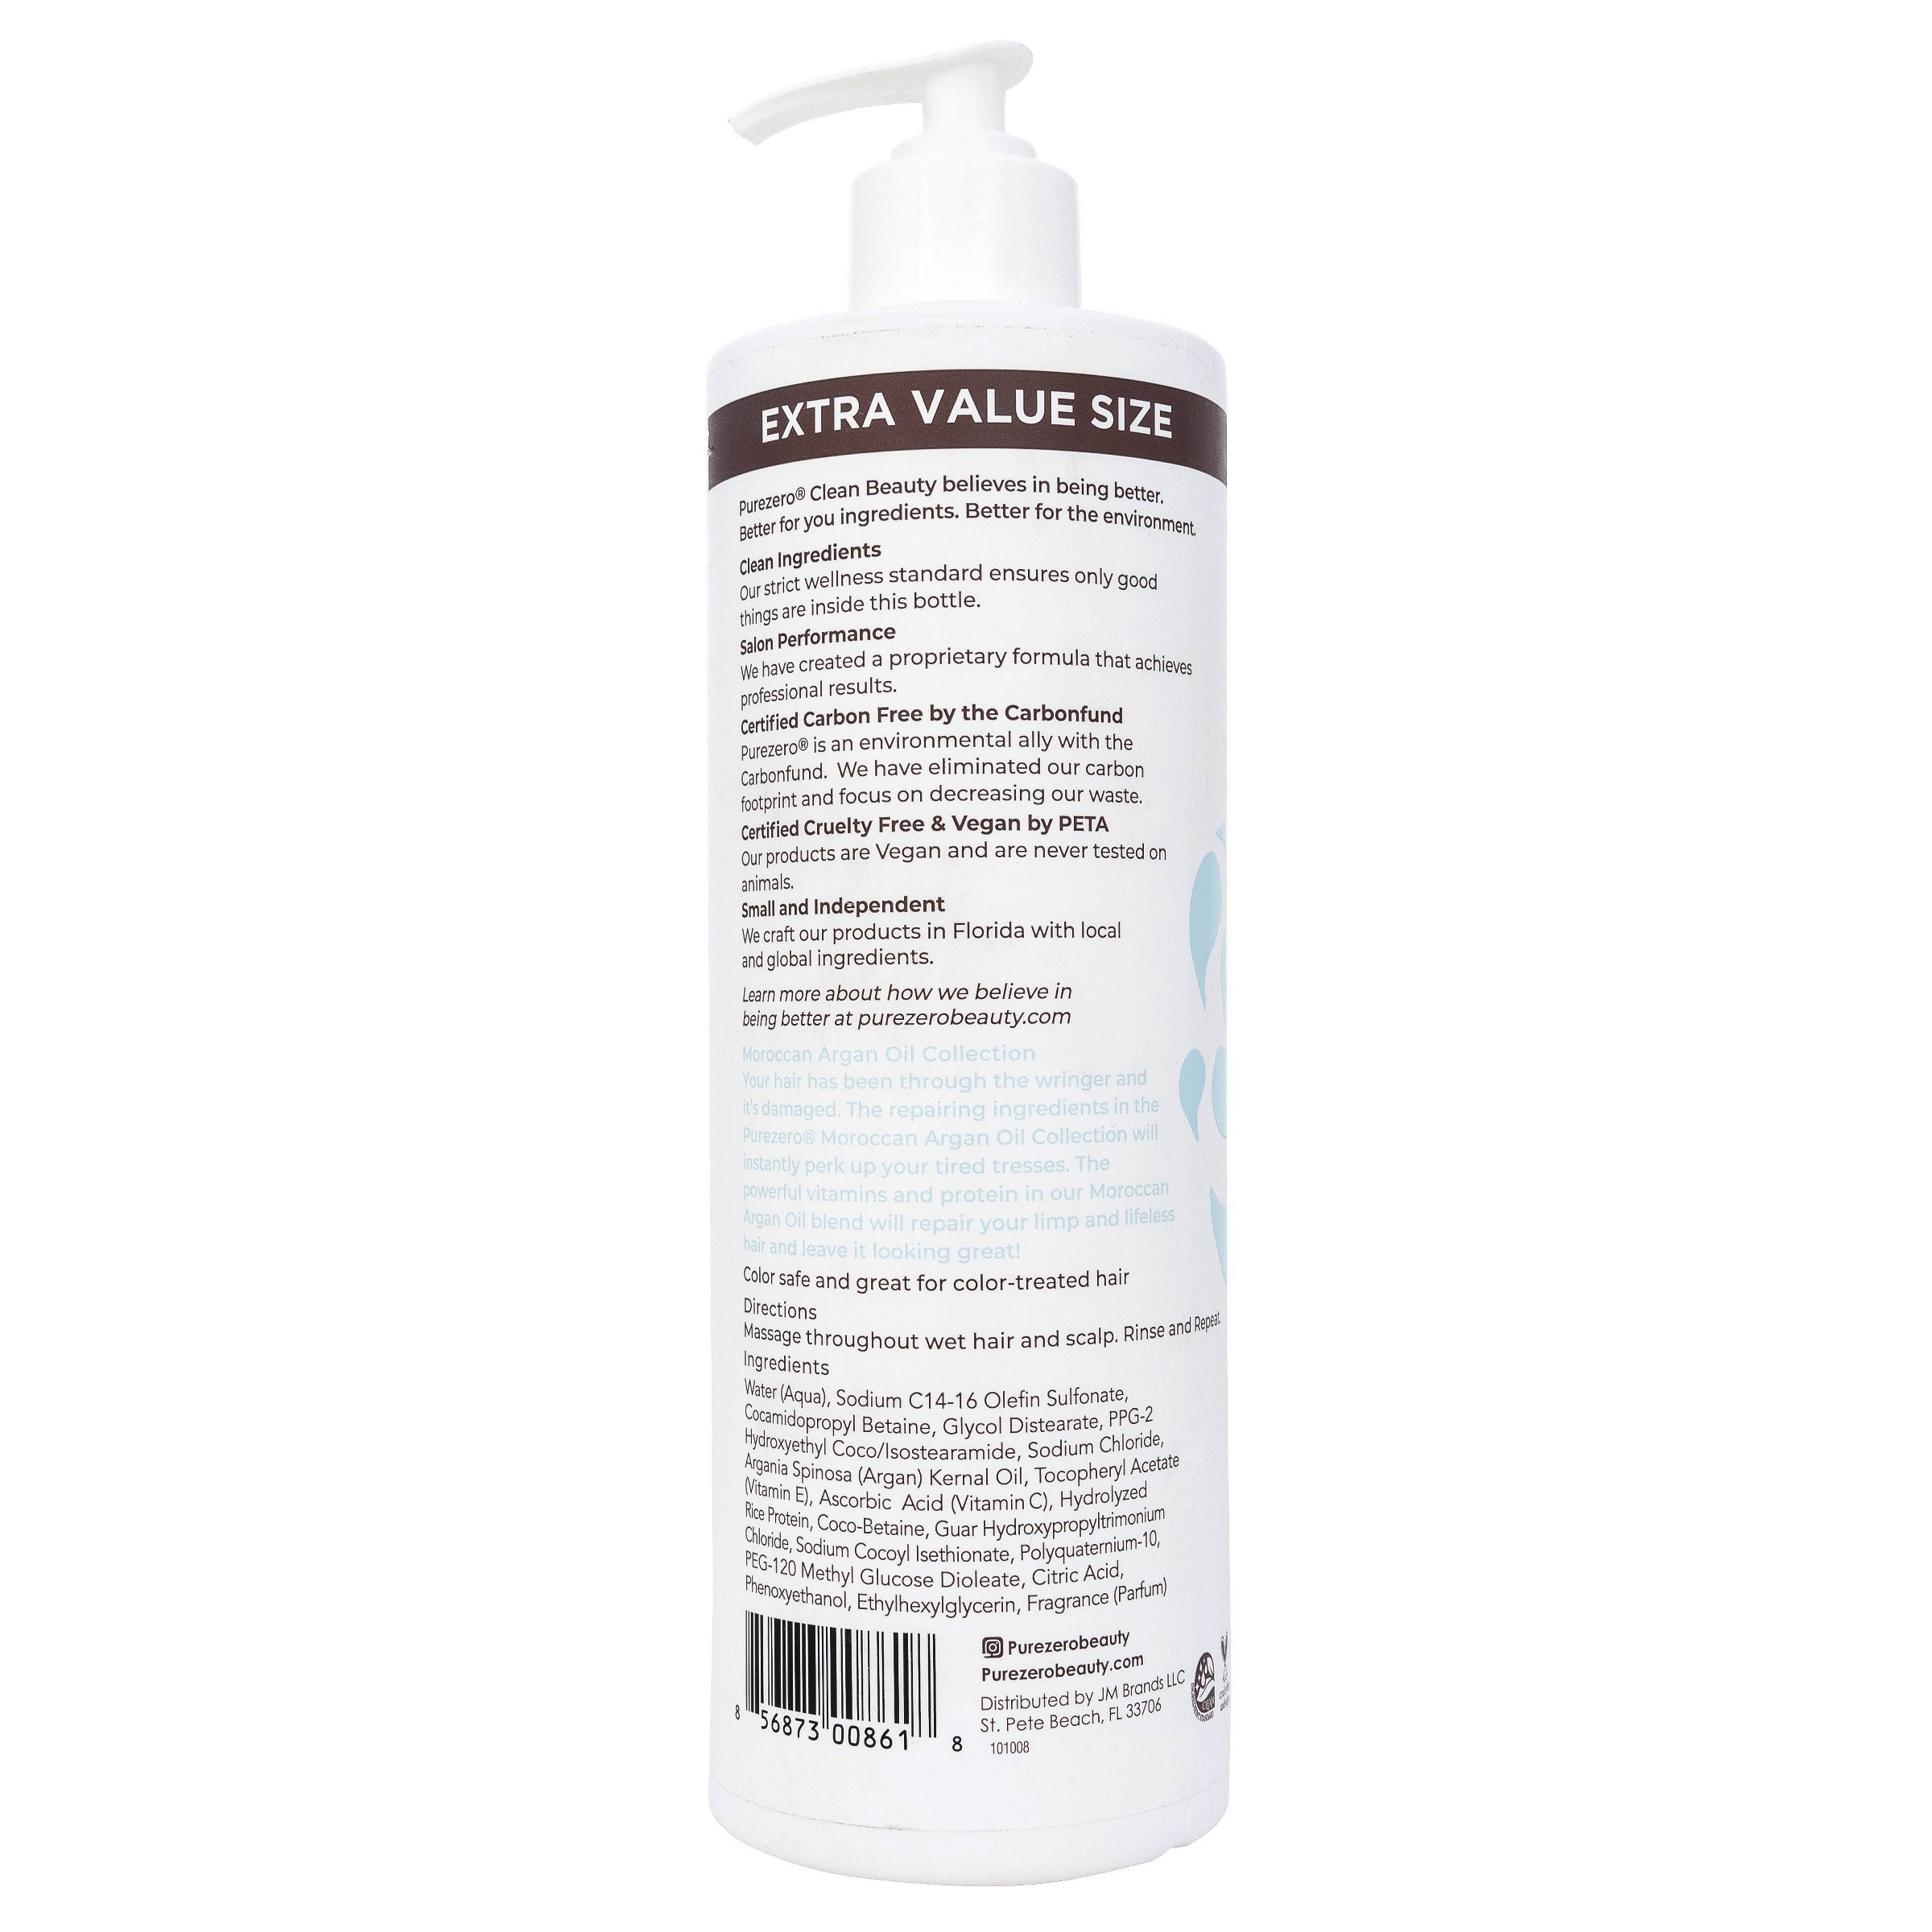 EXTRA VALUE SIZE
Purezero® Clean Beauty believes in being better.
Better for you ingredients. Better for the environment.
Clean Ingredients
Our strict wellness standard ensures only good
things are inside this bottle.
Salon Performance
We have created a proprietary formula that achieves
professional results.
Certified Carbon Free by the Carbonfund
Purezero® is an environmental ally with the
Carbonfund. We have eliminated our carbon
footprint and focus on decreasing our waste.
Certified Cruelty Free & Vegan by PETA
Our products are Vegan and are never tested on
animals.
Small and Independent
We craft our products in Florida with local
and global ingredients.
Learn more about how we believe in
being better at purezerobeauty.com
Moroccan Argan Oil Collection
Your hair has been through the wringer and
it's damaged. The repairing ingredients in the
Purezero® Moroccan Argan Oil Collection will
instantly perk up your tired tresses. The
powerful vitamins and protein in our Moroccan
Argan Oil blend will repair your limp and lifeless
hair and leave it looking great!
Color safe and great for color-treated hair
Directions
Massage throughout wet hair and scalp. Rinse and Repeat.
Ingredients
Water (Aqua), Sodium C14-16 Olefin Sulfonate,
Cocamidopropyl Betaine, Glycol Distearate, PPG-2
Hydroxyethyl Coco/Isostearamide, Sodium Chloride,
Argania Spinosa (Argan) Kernal Oil, Tocopheryl Acetate
(Vitamin E), Ascorbic Acid (Vitamin C), Hydrolyzed
Rice Protein, Coco-Betaine, Guar Hydroxypropyltrimonium
Chloride, Sodium Cocoyl Isethionate, Polyquaternium-10,
PEG-120 Methyl Glucose Dioleate, Citric Acid,
Phenoxyethanol, Ethylhexylglycerin, Fragrance (Parfum)
8 56873 00861 8
Purezerobeauty
Purezerobeauty.com
Distributed by JM Brands LLC
St. Pete Beach, FL 33706
101008